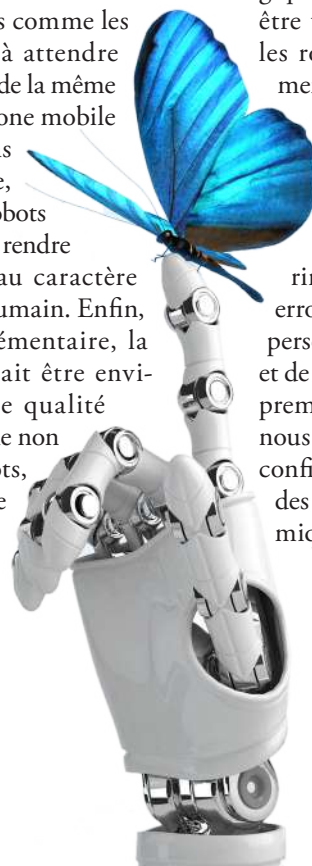 s comme les
à attendre
de la même
one mobile
s
e,
obots
rendre
au caractère
umain. Enfin,
émentaire, la
ait être envi-
e qualité
e non
ts,
e
être
les re
me
rin
erro
pers
et de
prem
nous
confi
des
mic